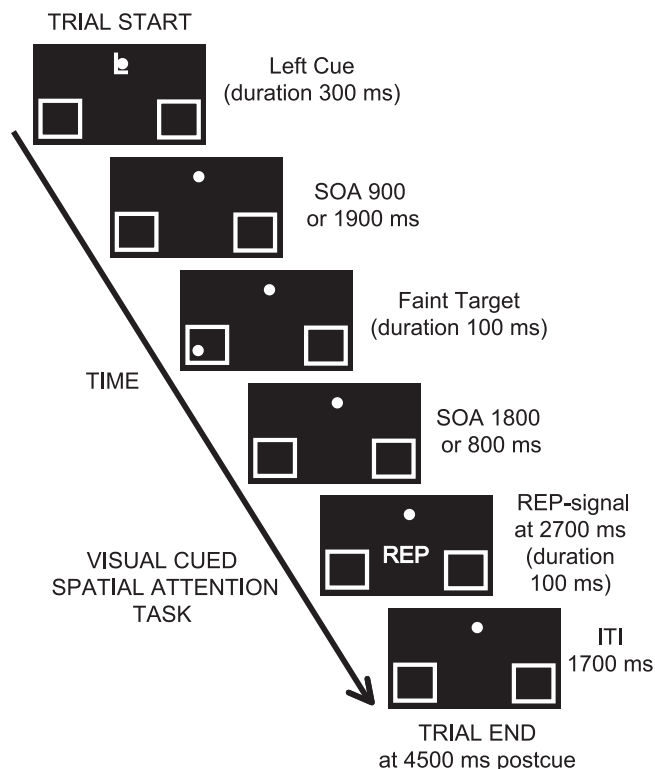 TRIAL START
Left Cue
(duration 300 ms)
SOA 900
or 1900 ms
Faint Target
(duration 100 ms)
TIME
SOA 1800
or 800 ms
REP-signal
at 2700 ms
(duration
100 ms)
REP
VISUAL CUED
SPATIAL ATTENTION
TASK
ITI
1700 ms
TRIAL END
at 4500 ms postcue